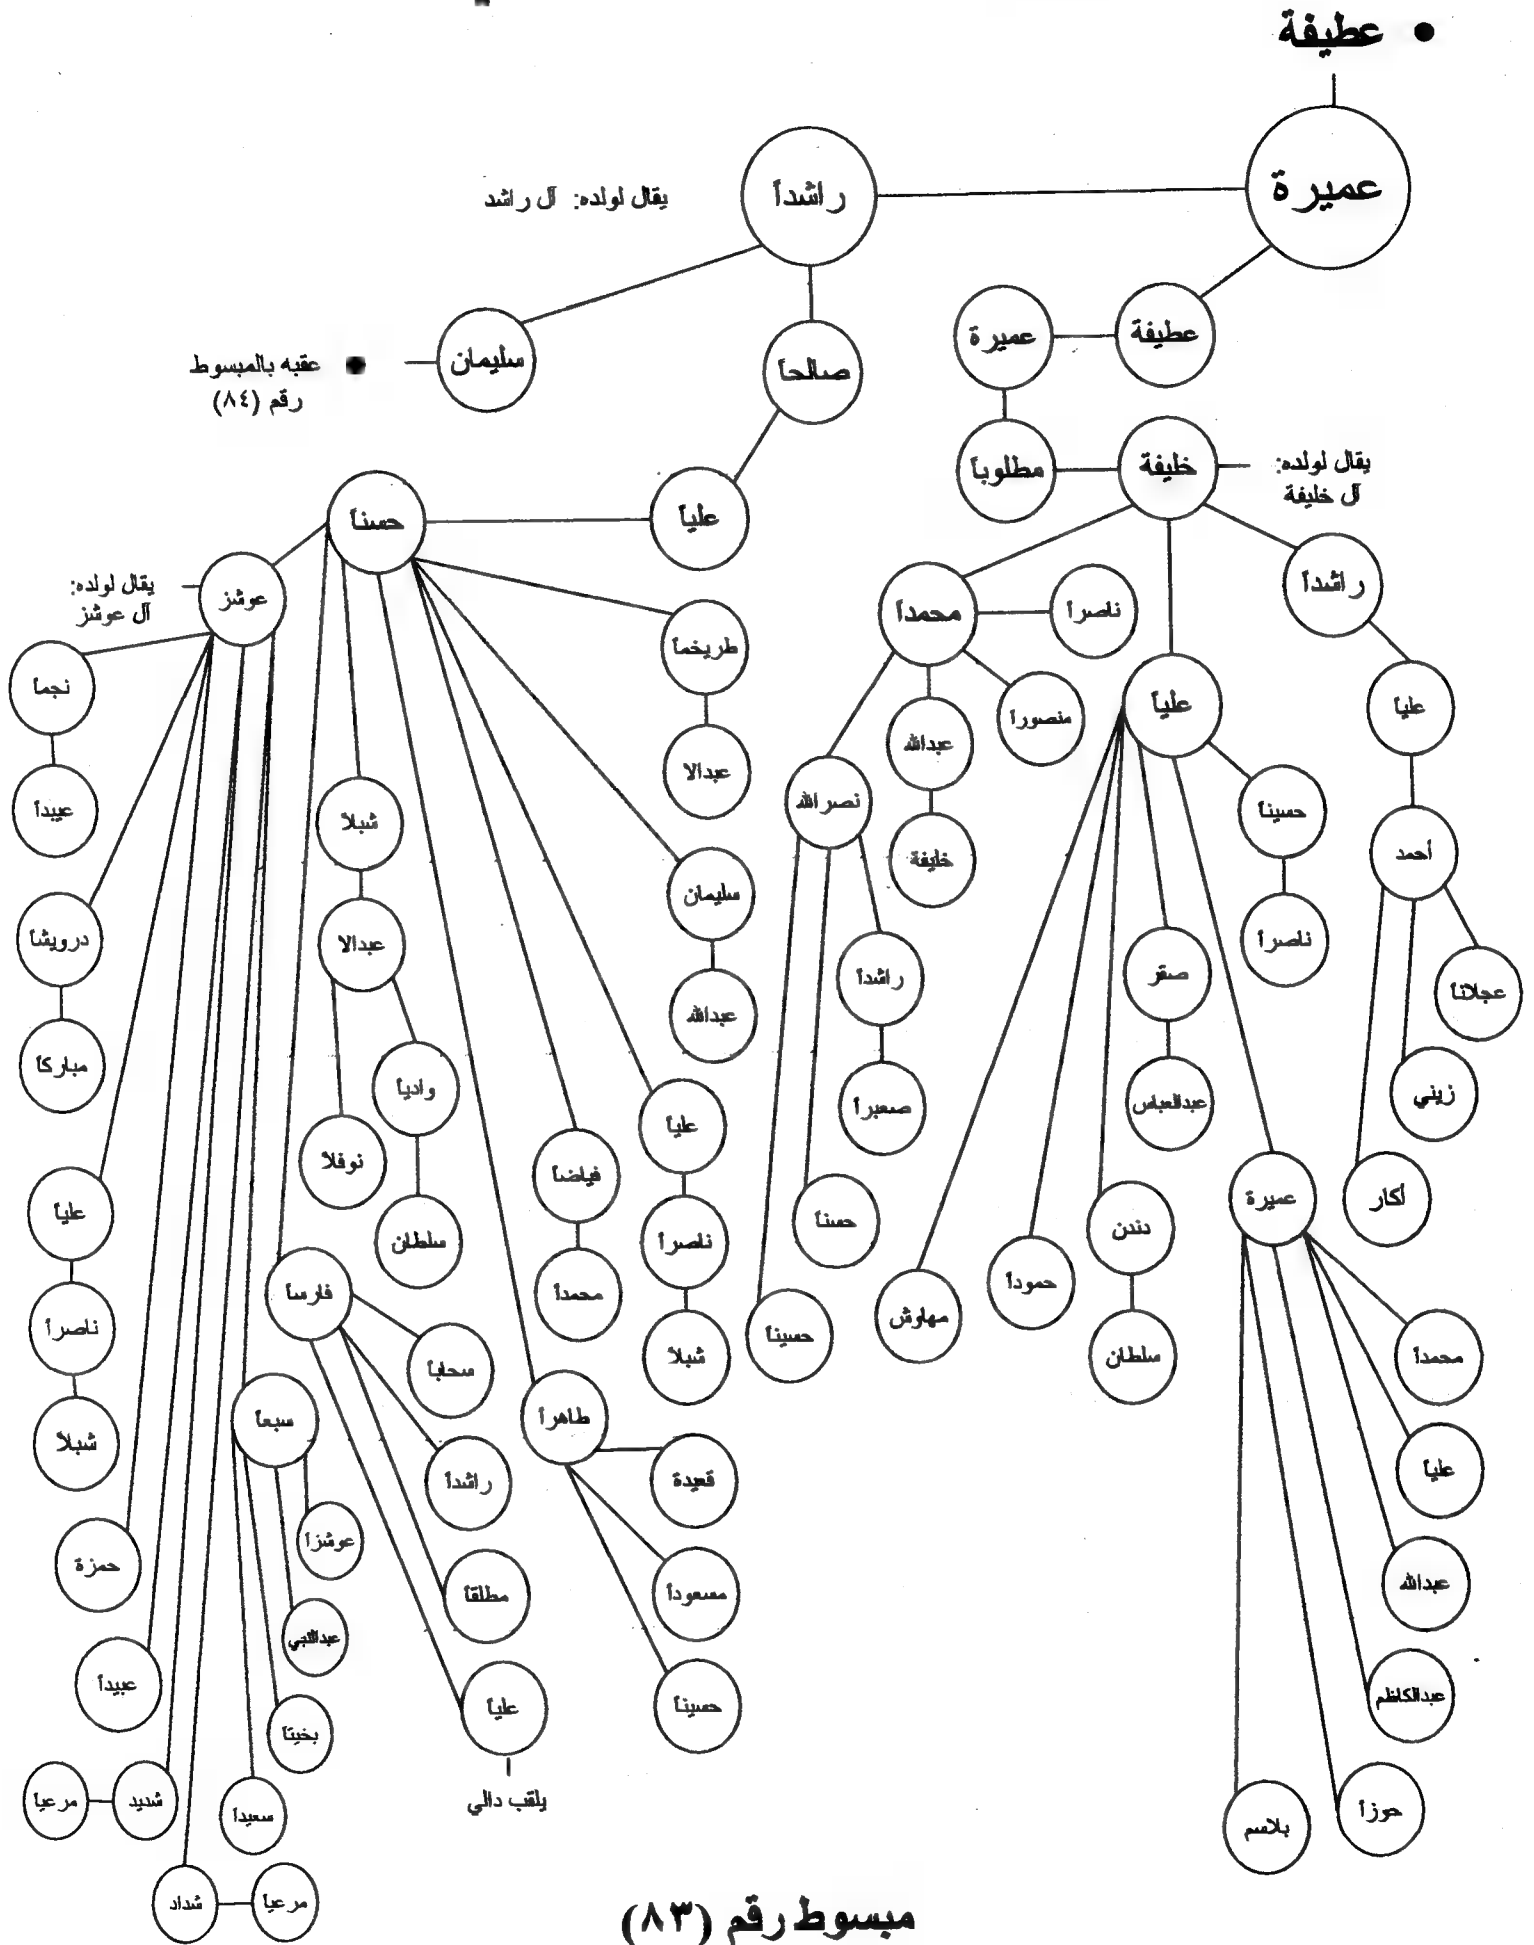 عطيفة
عميرة
راشداً
يقال لولده: آل راشد
عطيفة
عميرة
سليمان
صالحاً
عقبه بالمبسوط
رقم (٨٤)
خليفة
مطلوباً
يقال لولده:
آل خليفة
علياً
حسناً
عوشز
يقال لولده:
آل عوشز
راشداً
ناصراً
محمداً
طريخماً
نجماً
علياً
علياً
منصوراً
عبدالله
عبدالا
عبيداً
حسيناً
نصرالله
شبلاً
أحمد
خليفة
سليمان
ناصراً
عبدالا
درويشاً
عجلاناً
صقر
راشداً
عبدالله
وادياً
مباركاً
زيني
عبدالعباس
صعبراً
علياً
فياضاً
نوفلاً
أكار
عميرة
دندن
حسناً
ناصراً
سلطان
علياً
حموداً
محمداً
فارساً
مهاوش
حسيناً
ناصراً
محمداً
سلطان
شبلاً
سحاباً
طاهراً
سبعاً
شبلاً
علياً
قعيدة
راشداً
عوشزاً
حمزة
عبدالله
مسعوداً
مطلقاً
عبدالنبي
عبيداً
عبدالكاظم
حسيناً
علياً
بخيتاً
يلقب دالي
شديد
مرعيا
سعيداً
حوزاً
بلاسم
مرعيا
شداد
مبسوط رقم (٨٣)